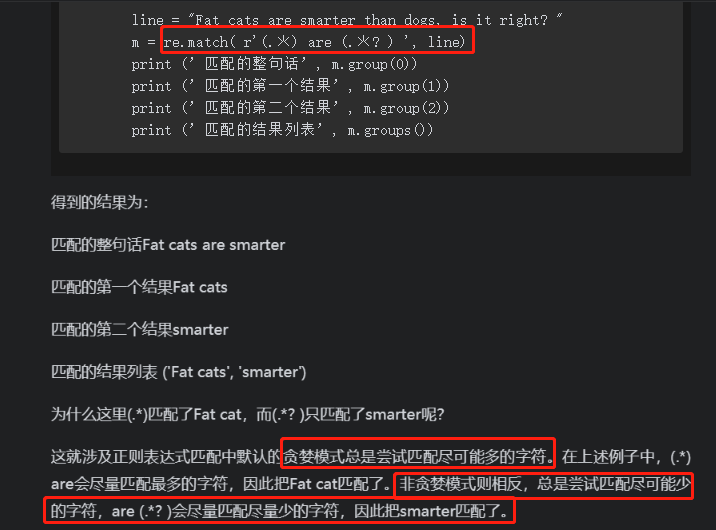 line = "Fat cats are smarter than dogs, is it right? "
m = re.match( r'(.火) are (.火? ) ', line)
print (' 匹配的整句话', m.group(0))
print (' 匹配的第一个结果', m.group(1))
print (' 匹配的第二个结果', m.group(2))
print (' 匹配的结果列表', m.groups())
得到的结果为：
匹配的整句话Fat cats are smarter
匹配的第一个结果Fat cats
匹配的第二个结果smarter
匹配的结果列表 ('Fat cats', 'smarter')
为什么这里(.*)匹配了Fat cat，而(.*? )只匹配了smarter呢?
这就涉及正则表达式匹配中默认的贪婪模式总是尝试匹配尽可能多的字符。在上述例子中，(.*)
are会尽量匹配最多的字符，因此把Fat cat匹配了。非贪婪模式则相反，总是尝试匹配尽可能少
的字符，are (.*? )会尽量匹配尽量少的字符，因此把smarter匹配了。